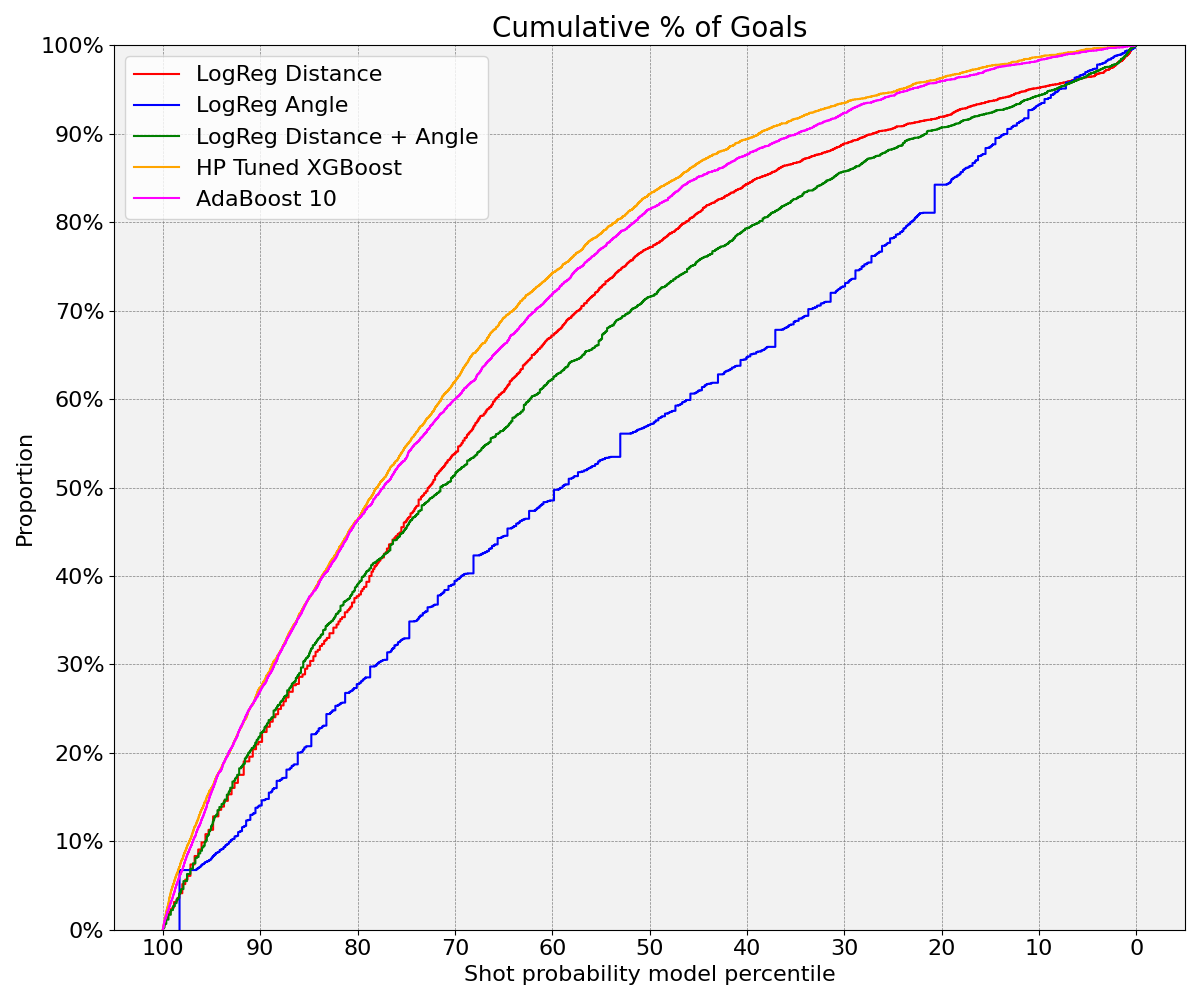 Cumulative % of Goals
100%
90%
80%
70%
60%
50%
40%
30%
20%
10%
0%
Proportion
LogReg Distance
LogReg Angle
LogReg Distance + Angle
HP Tuned XGBoost
AdaBoost 10
100 90 80 70 60 50 40 30 20 10 0
Shot probability model percentile